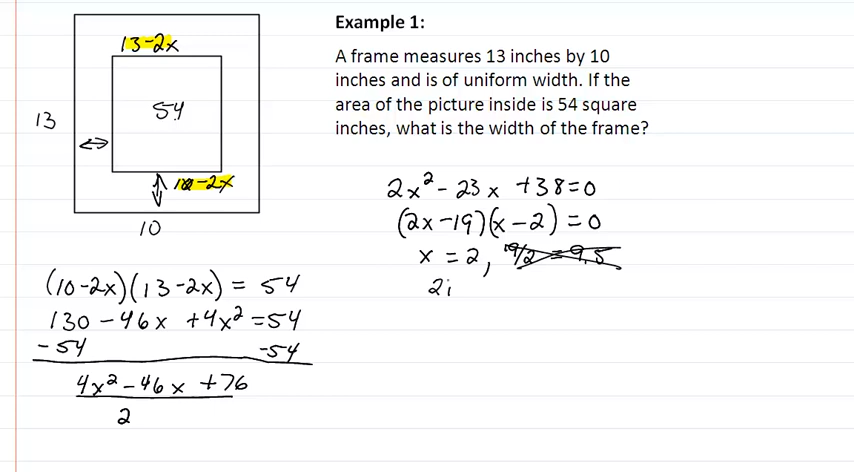 Example 1:
A frame measures 13 inches by 10
inches and is of uniform width. If the
area of the picture inside is 54 square
inches, what is the width of the frame?
13-2x
54
13
10-2x
10
(10-2x)(13-2x) = 54
130 - 46x + 4x² = 54
- 54 -54
4x² - 46x + 76
2
2x² - 23x + 38 = 0
(2x - 19)(x - 2) = 0
x = 2, 19/2 = 9.5
2i